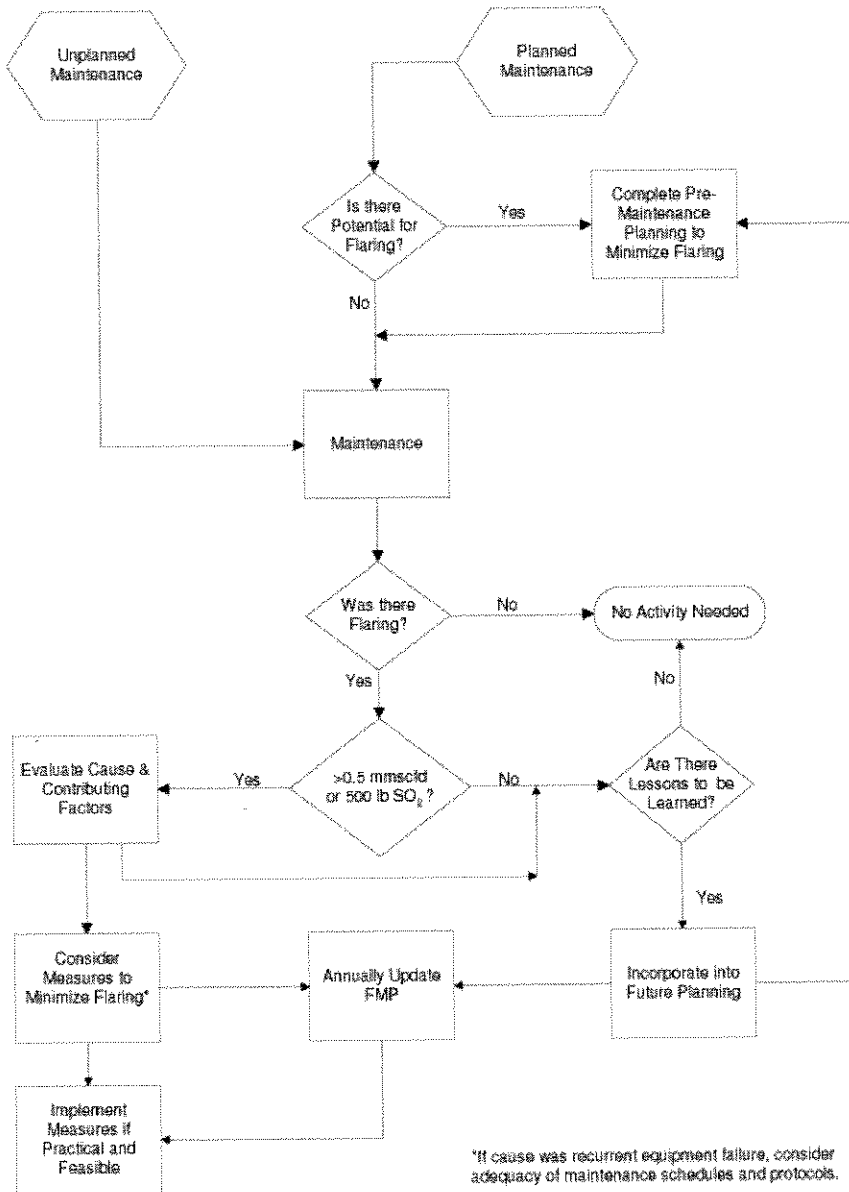 Unplanned
Maintenance
Planned
Maintenance
Is there
Potential for
Flaring?
Yes
Complete Pre-
Maintenance
Planning to
Minimize Flaring
No
Maintenance
Was there
Flaring?
No
No Activity Needed
Yes
No
Evaluate Cause &
Contributing
Factors
Yes
>0.5 mmscfd
or 500 lb SO₂?
No
Are There
Lessons to be
Learned?
Yes
Consider
Measures to
Minimize Flaring*
Annually Update
FMP
Incorporate into
Future Planning
Implement
Measures if
Practical and
Feasible
*If cause was recurrent equipment failure, consider
adequacy of maintenance schedules and protocols.